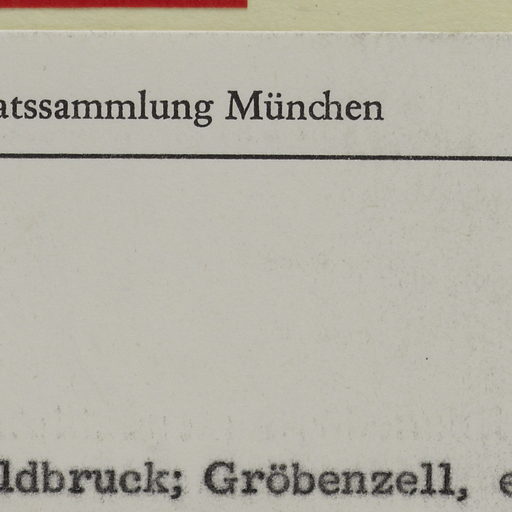 atssammlung München
ldbruck; Gröbenzell, e